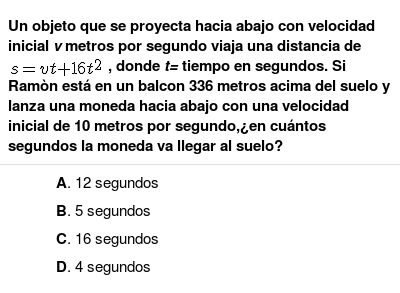 Un objeto que se proyecta hacia abajo con velocidad
inicial v metros por segundo viaja una distancia de
s = vt+16t² , donde t= tiempo en segundos. Si
Ramòn está en un balcon 336 metros acima del suelo y
lanza una moneda hacia abajo con una velocidad
inicial de 10 metros por segundo,¿en cuántos
segundos la moneda va llegar al suelo?
A. 12 segundos
B. 5 segundos
C. 16 segundos
D. 4 segundos